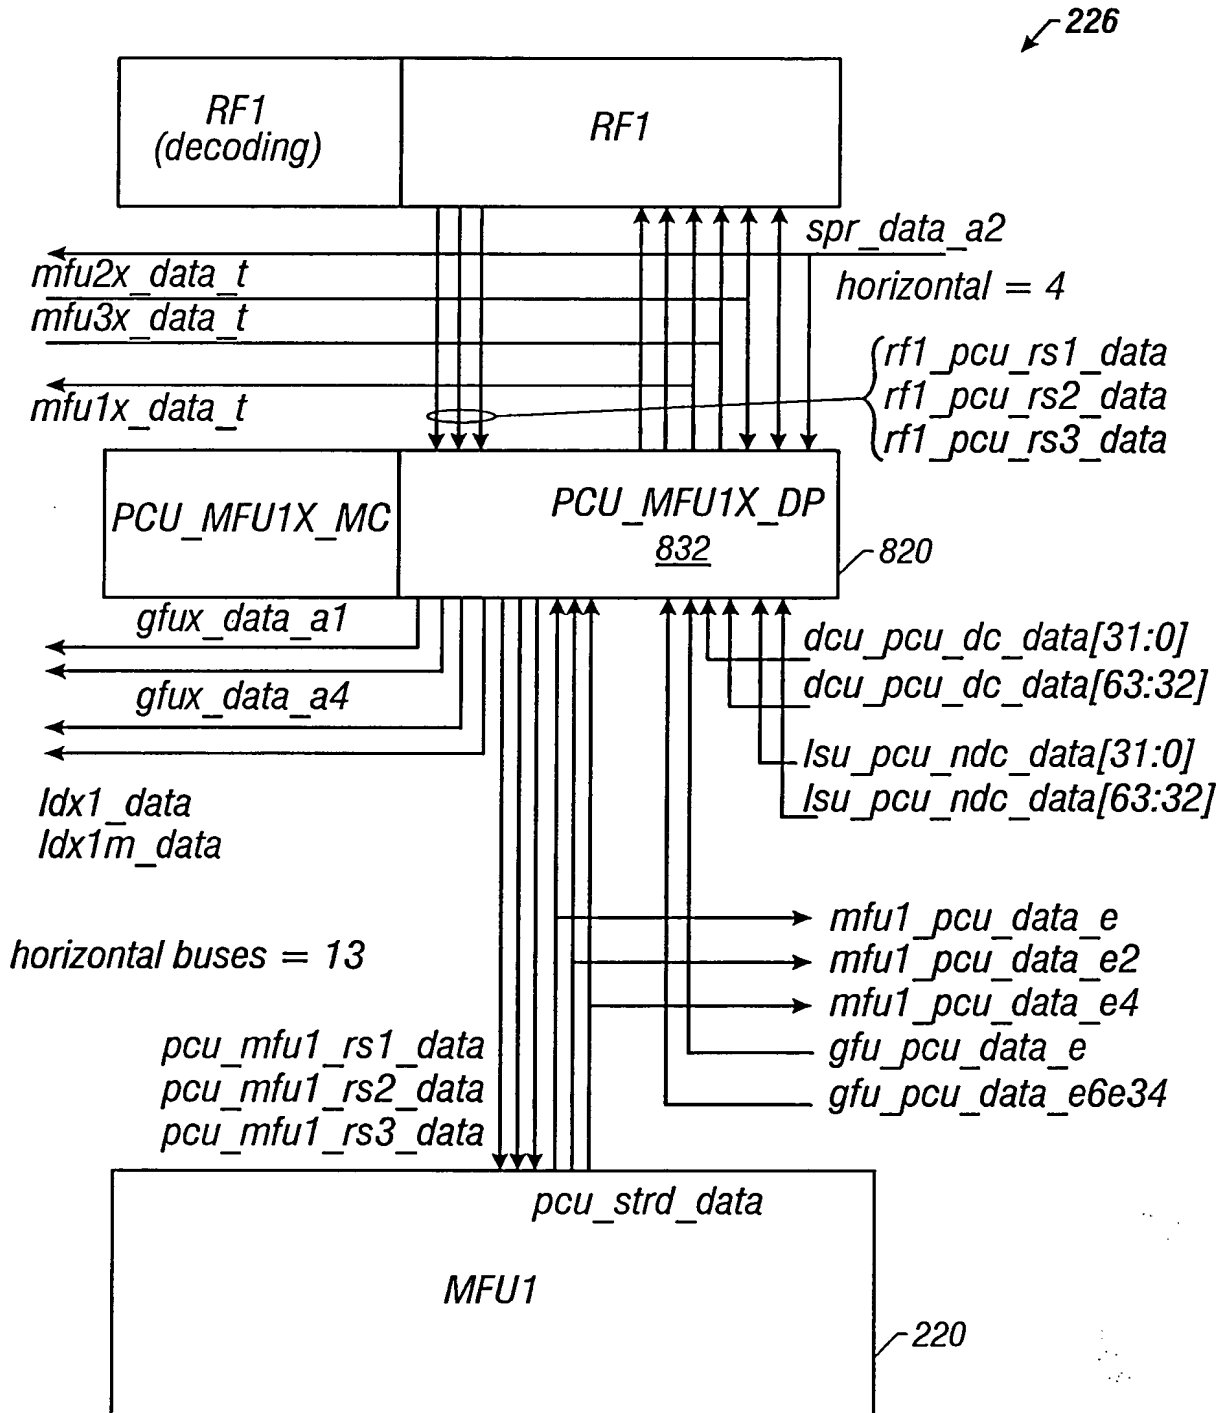 226
RF1
(decoding)
RF1
spr_data_a2
mfu2x_data_t
horizontal = 4
mfu3x_data_t
rf1_pcu_rs1_data
rf1_pcu_rs2_data
rf1_pcu_rs3_data
mfu1x_data_t
PCU_MFU1X_MC
PCU_MFU1X_DP
832
820
gfux_data_a1
gfux_data_a4
dcu_pcu_dc_data[31:0]
dcu_pcu_dc_data[63:32]
lsu_pcu_ndc_data[31:0]
lsu_pcu_ndc_data[63:32]
ldx1_data
ldx1m_data
horizontal buses = 13
mfu1_pcu_data_e
mfu1_pcu_data_e2
mfu1_pcu_data_e4
gfu_pcu_data_e
gfu_pcu_data_e6e34
pcu_mfu1_rs1_data
pcu_mfu1_rs2_data
pcu_mfu1_rs3_data
pcu_strd_data
MFU1
220